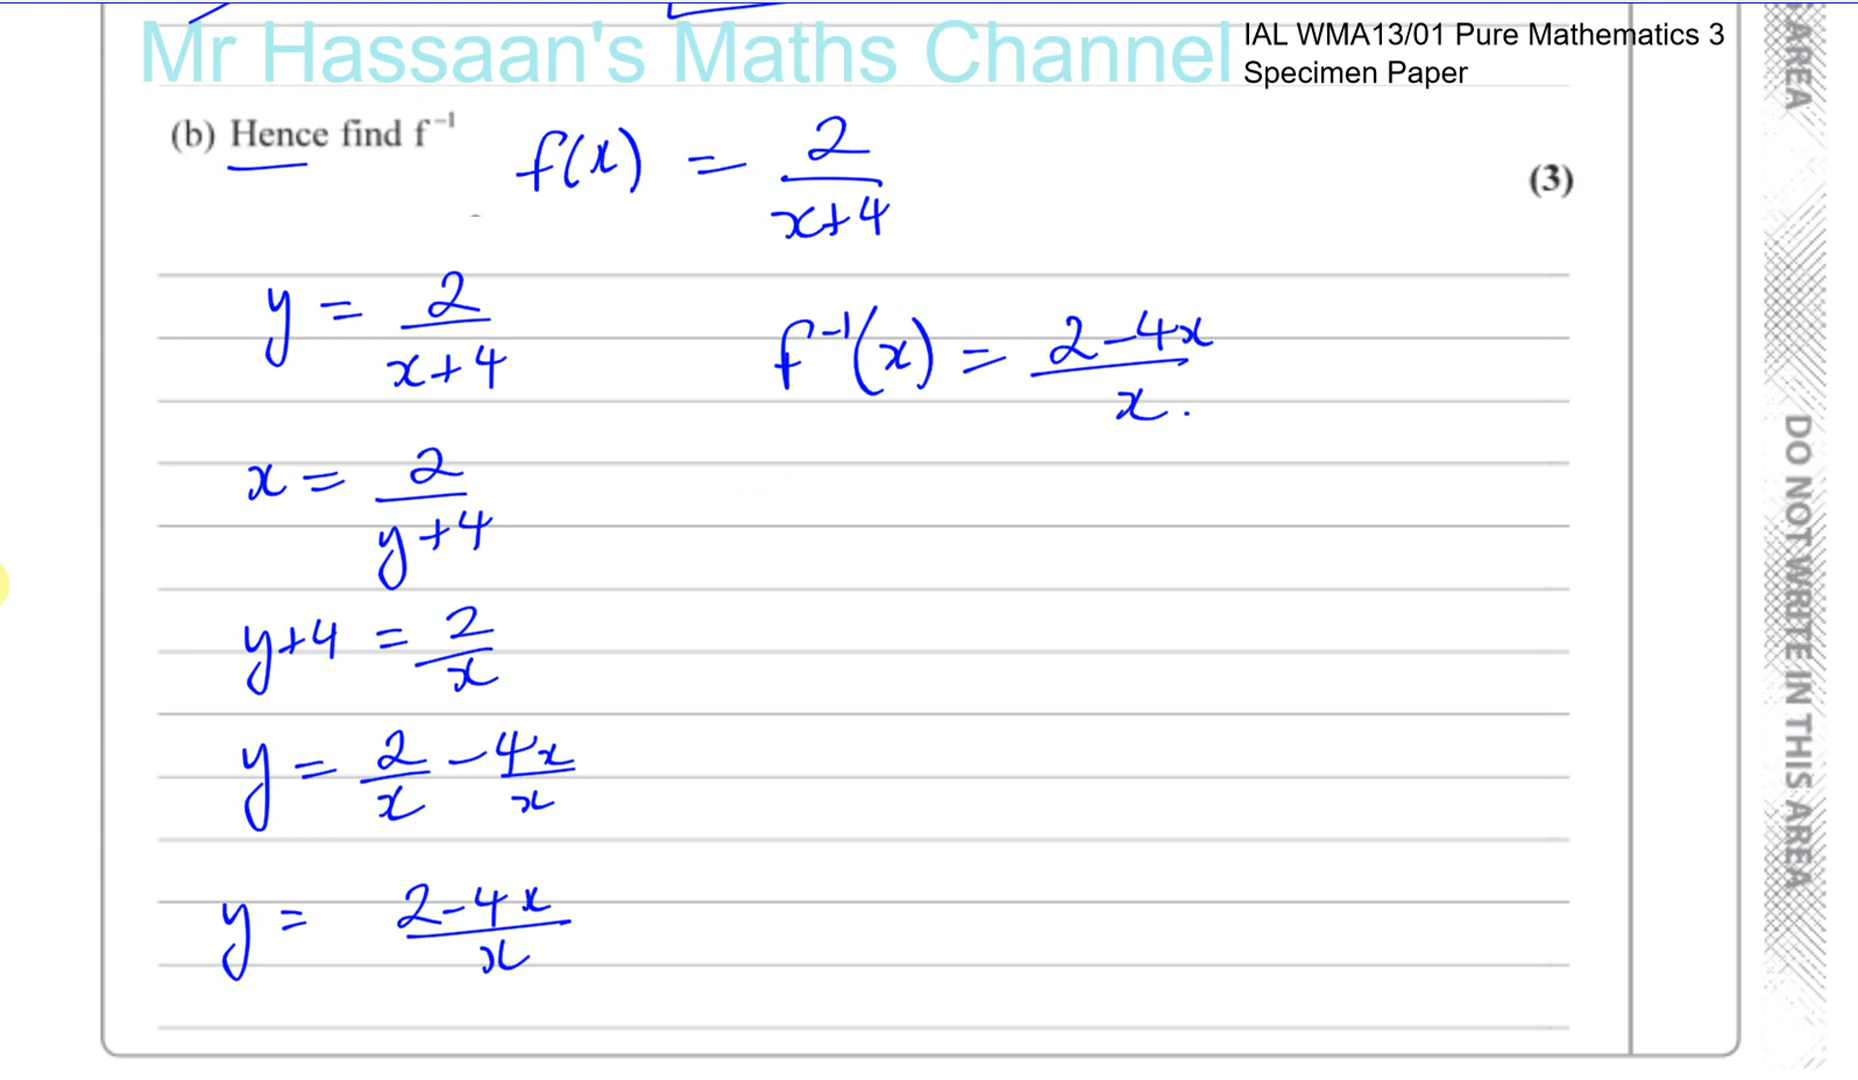 Mr Hassaan's Maths Channel
IAL WMA13/01 Pure Mathematics 3
Specimen Paper
(b) Hence find f⁻¹
f(x) = 2/(x+4)
(3)
y = 2/(x+4)
f⁻¹(x) = (2-4x)/x.
x = 2/(y+4)
y+4 = 2/x
y = 2/x - 4x/x
y = (2-4x)/x
AREA
DO NOT WRITE IN THIS AREA